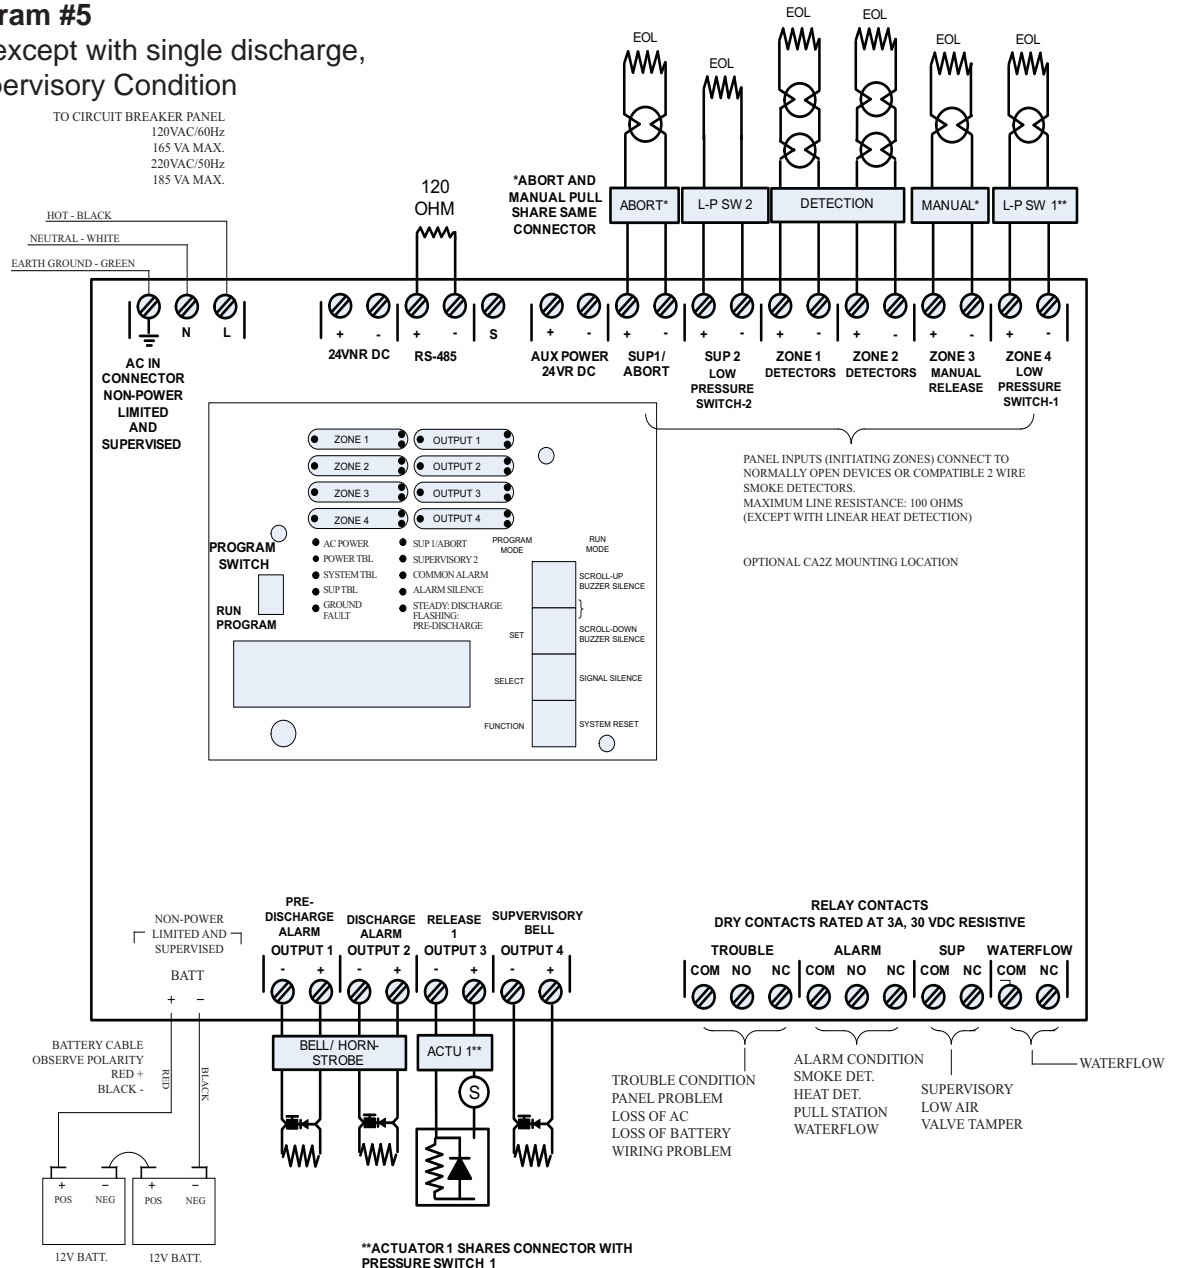 ram #5
except with single discharge,
pervisory Condition
TO CIRCUIT BREAKER PANEL
120VAC/60Hz
165 VA MAX.
220VAC/50Hz
185 VA MAX.
HOT - BLACK
NEUTRAL - WHITE
EARTH GROUND - GREEN
120
OHM
*ABORT AND
MANUAL PULL
SHARE SAME
CONNECTOR
EOL
EOL
EOL
EOL
EOL
EOL
ABORT*
L-P SW 2
DETECTION
MANUAL*
L-P SW 1**
N
L
+ -
+ -
S
+ -
+ -
+ -
+ -
+ -
+ -
+ -
AC IN
CONNECTOR
NON-POWER
LIMITED
AND
SUPERVISED
24VNR DC
RS-485
AUX POWER
24VR DC
SUP1/
ABORT
SUP 2
LOW
PRESSURE
SWITCH-2
ZONE 1
DETECTORS
ZONE 2
DETECTORS
ZONE 3
MANUAL
RELEASE
ZONE 4
LOW
PRESSURE
SWITCH-1
PANEL INPUTS (INITIATING ZONES) CONNECT TO
NORMALLY OPEN DEVICES OR COMPATIBLE 2 WIRE
SMOKE DETECTORS.
MAXIMUM LINE RESISTANCE: 100 OHMS
(EXCEPT WITH LINEAR HEAT DETECTION)
OPTIONAL CA2Z MOUNTING LOCATION
ZONE 1
OUTPUT 1
ZONE 2
OUTPUT 2
ZONE 3
OUTPUT 3
ZONE 4
OUTPUT 4
PROGRAM
SWITCH
RUN
PROGRAM
AC POWER
POWER TBL
SYSTEM TBL
SUP TBL
GROUND
FAULT
SUP 1/ABORT
SUPERVISORY 2
COMMON ALARM
ALARM SILENCE
STEADY: DISCHARGE
FLASHING:
PRE-DISCHARGE
PROGRAM
MODE
RUN
MODE
SCROLL-UP
BUZZER SILENCE
}
SET
SCROLL-DOWN
BUZZER SILENCE
SELECT
SIGNAL SILENCE
FUNCTION
SYSTEM RESET
NON-POWER
LIMITED AND
SUPERVISED
BATT
+ -
PRE-
DISCHARGE
ALARM
OUTPUT 1
- +
DISCHARGE
ALARM
OUTPUT 2
- +
RELEASE
1
OUTPUT 3
- +
SUPVERVISORY
BELL
OUTPUT 4
- +
RELAY CONTACTS
DRY CONTACTS RATED AT 3A, 30 VDC RESISTIVE
TROUBLE
ALARM
SUP
WATERFLOW
COM NO NC
COM NO NC
COM NC
COM NC
BATTERY CABLE
OBSERVE POLARITY
RED +
BLACK -
RED
BLACK
BELL/ HORN-
STROBE
ACTU 1**
S
TROUBLE CONDITION
PANEL PROBLEM
LOSS OF AC
LOSS OF BATTERY
WIRING PROBLEM
ALARM CONDITION
SMOKE DET.
HEAT DET.
PULL STATION
WATERFLOW
SUPERVISORY
LOW AIR
VALVE TAMPER
WATERFLOW
+ -
POS NEG
+ -
POS NEG
12V BATT.
12V BATT.
**ACTUATOR 1 SHARES CONNECTOR WITH
PRESSURE SWITCH 1